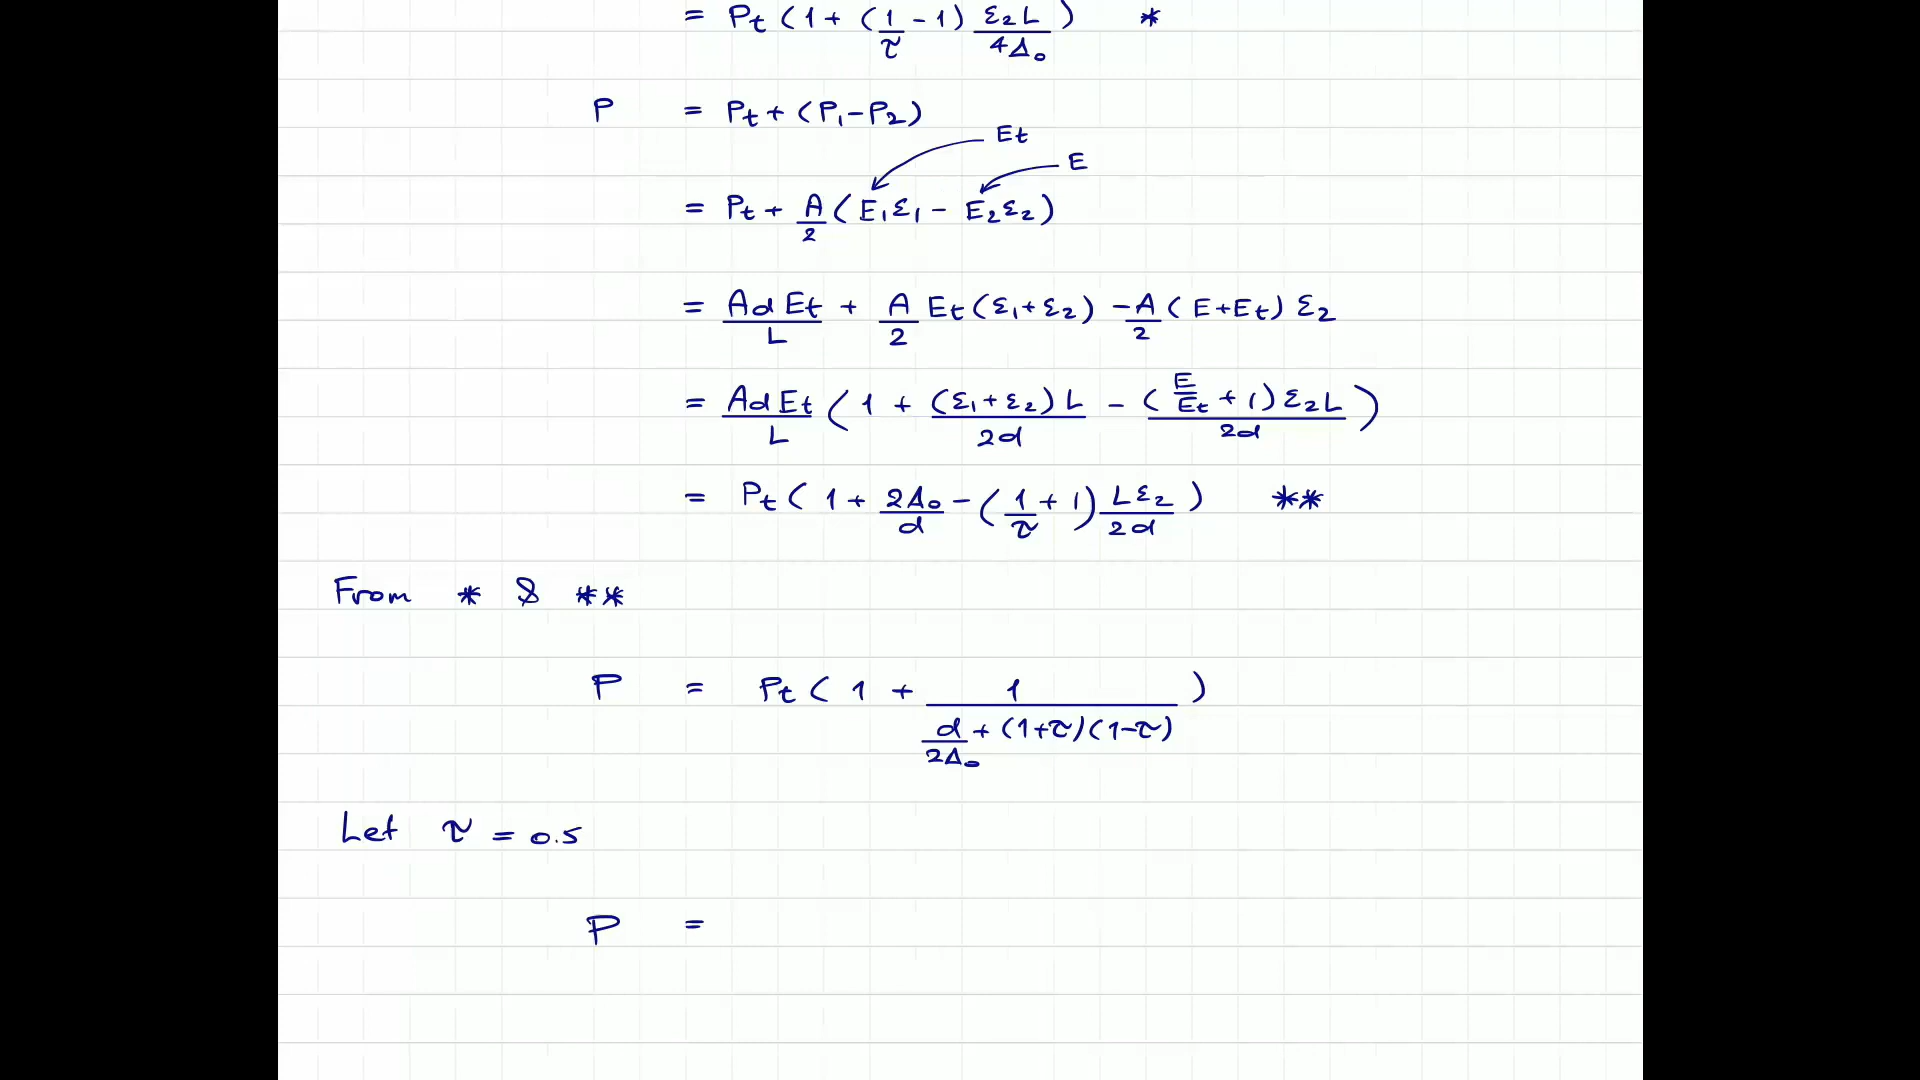 = Pt (1 + (1/τ - 1) ε₂L/4Δ₀) *
P = Pt + (P₁ - P₂)
Et
E
= Pt + A/2 (E₁ε₁ - E₂ε₂)
= AdEt/L + A/2 Et (ε₁+ε₂) - A/2 (E+Et) ε₂
= AdEt/L (1 + (ε₁+ε₂)L/2d - (E/Et + 1)ε₂L/2d)
= Pt (1 + 2Δ₀/d - (1/τ + 1) Lε₂/2d) **
From * & **
P = Pt (1 + 1/(d/2Δ₀ + (1+τ)(1-τ)))
Let τ = 0.5
P =